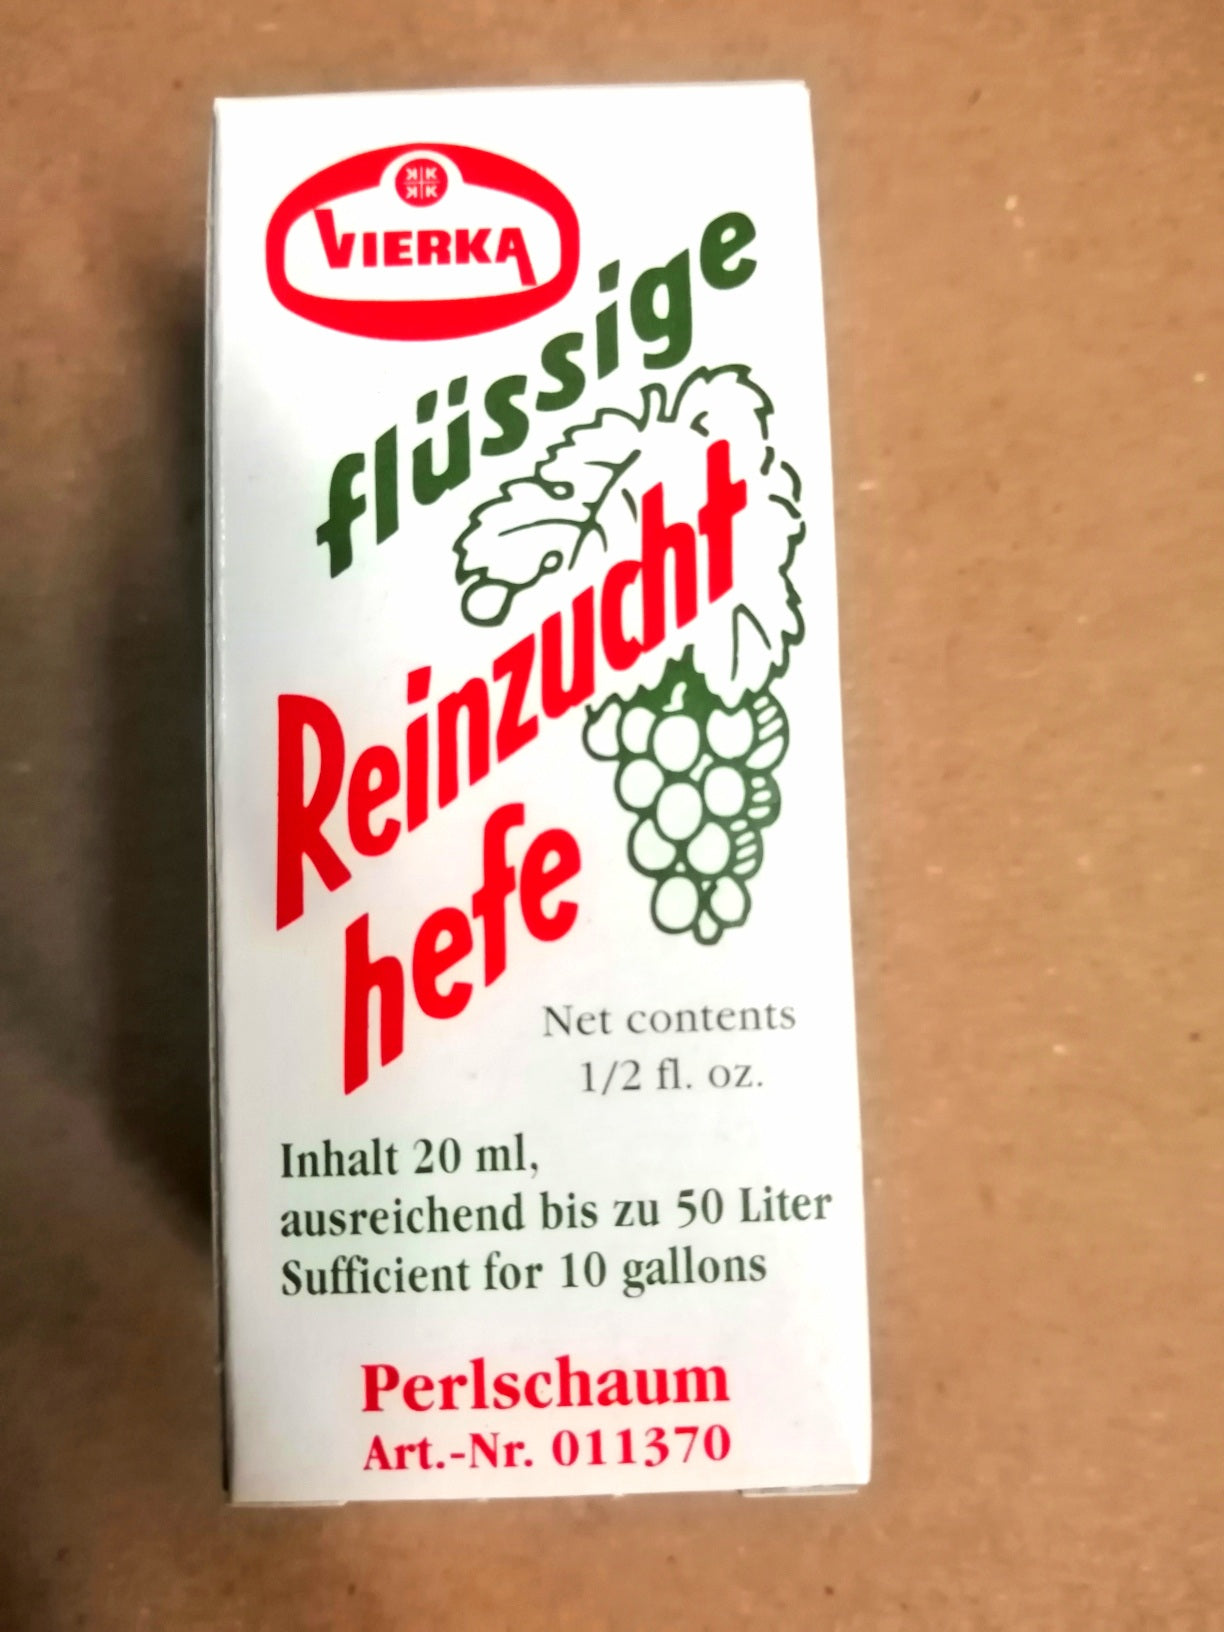 VIERKA
flüssige
Reinzucht
hefe
Net contents
1/2 fl. oz.
Inhalt 20 ml,
ausreichend bis zu 50 Liter
Sufficient for 10 gallons
Perlschaum
Art.-Nr. 011370